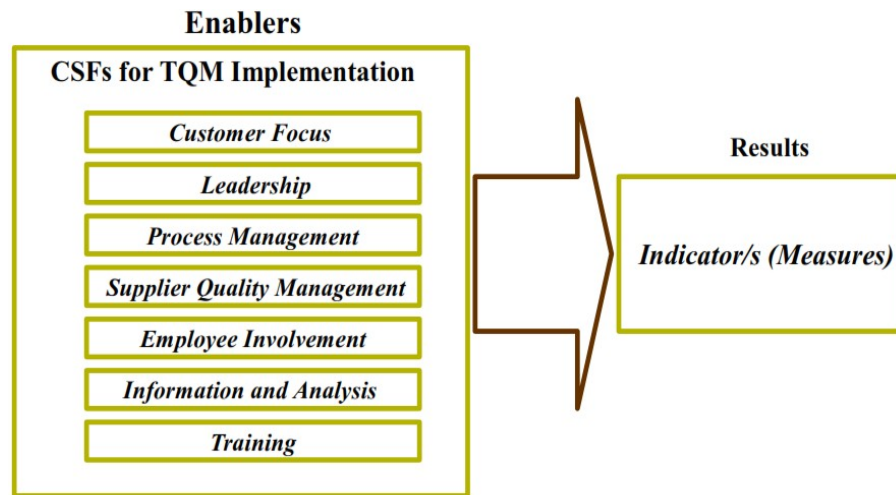 Enablers
CSFs for TQM Implementation
Customer Focus
Leadership
Process Management
Supplier Quality Management
Employee Involvement
Information and Analysis
Training
Results
Indicator/s (Measures)